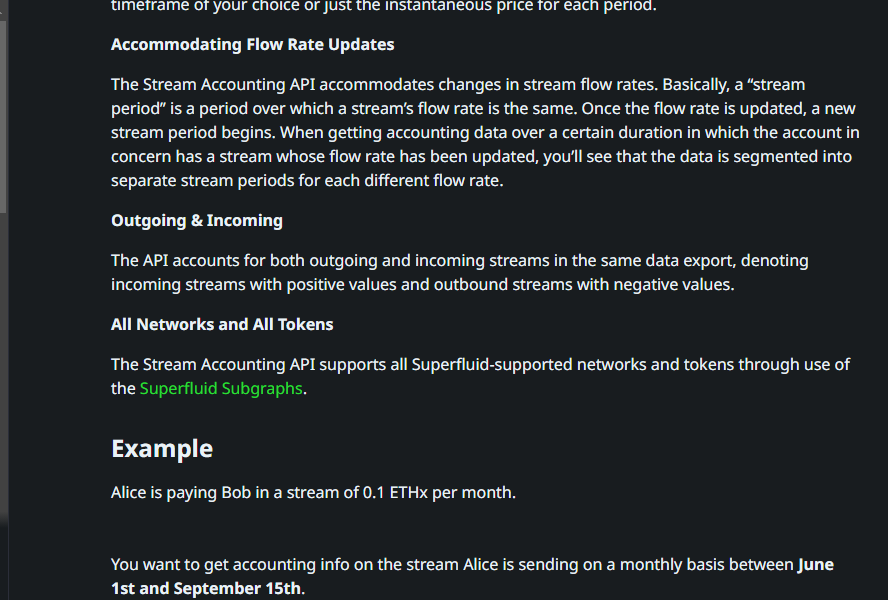 timeframe of your choice or just the instantaneous price for each period.
Accommodating Flow Rate Updates
The Stream Accounting API accommodates changes in stream flow rates. Basically, a “stream
period” is a period over which a stream’s flow rate is the same. Once the flow rate is updated, a new
stream period begins. When getting accounting data over a certain duration in which the account in
concern has a stream whose flow rate has been updated, you’ll see that the data is segmented into
separate stream periods for each different flow rate.
Outgoing & Incoming
The API accounts for both outgoing and incoming streams in the same data export, denoting
incoming streams with positive values and outbound streams with negative values.
All Networks and All Tokens
The Stream Accounting API supports all Superfluid-supported networks and tokens through use of
the Superfluid Subgraphs.
Example
Alice is paying Bob in a stream of 0.1 ETHx per month.
You want to get accounting info on the stream Alice is sending on a monthly basis between June
1st and September 15th.